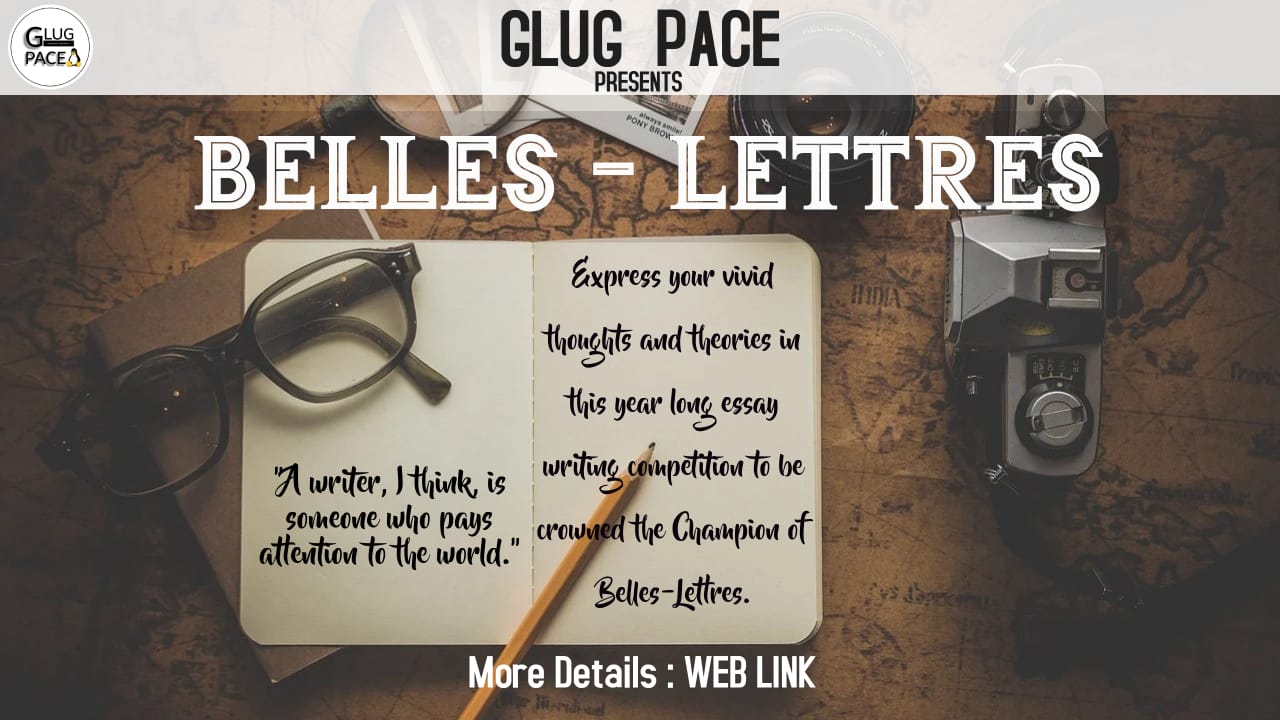 GLUG
PACE
GLUG PACE
PRESENTS
always smile!
PONY BROW
BELLES - LETTRES
Express your vivid
thoughts and theories in
this year long essay
writing competition to be
crowned the Champion of
Belles-Lettres.
"A writer, I think, is
someone who pays
attention to the world."
INDIA
More Details : WEB LINK